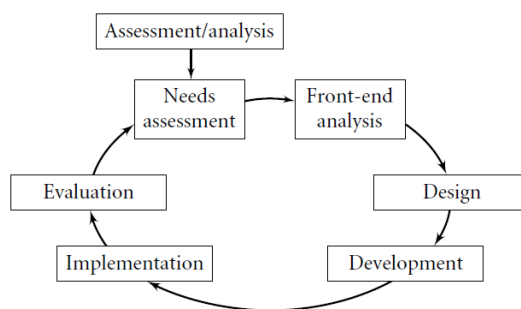 Assessment/analysis
Needs
assessment
Front-end
analysis
Evaluation
Design
Implementation
Development